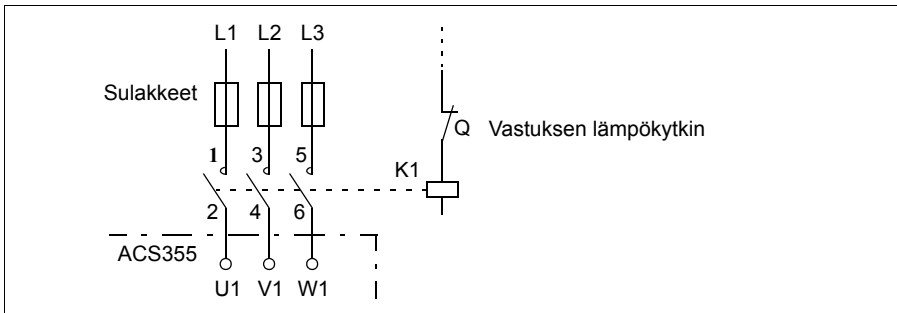 L1 L2 L3
Sulakkeet
Q Vastuksen lämpökytkin
1 3 5
K1
2 4 6
ACS355
U1 V1 W1